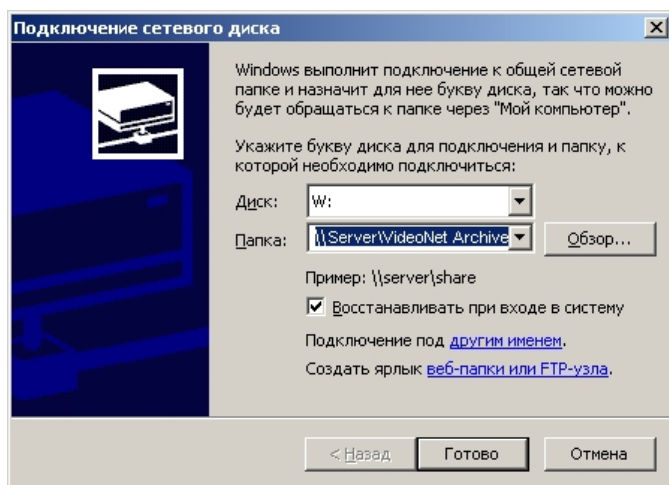 Подключение сетевого диска
Windows выполнит подключение к общей сетевой
папке и назначит для нее букву диска, так что можно
будет обращаться к папке через "Мой компьютер".
Укажите букву диска для подключения и папку, к
которой необходимо подключиться:
Диск: W:
Папка: \\Server\VideoNet Archive Обзор...
Пример: \\server\share
Восстанавливать при входе в систему
Подключение под другим именем.
Создать ярлык веб-папки или FTP-узла.
< Назад Готово Отмена